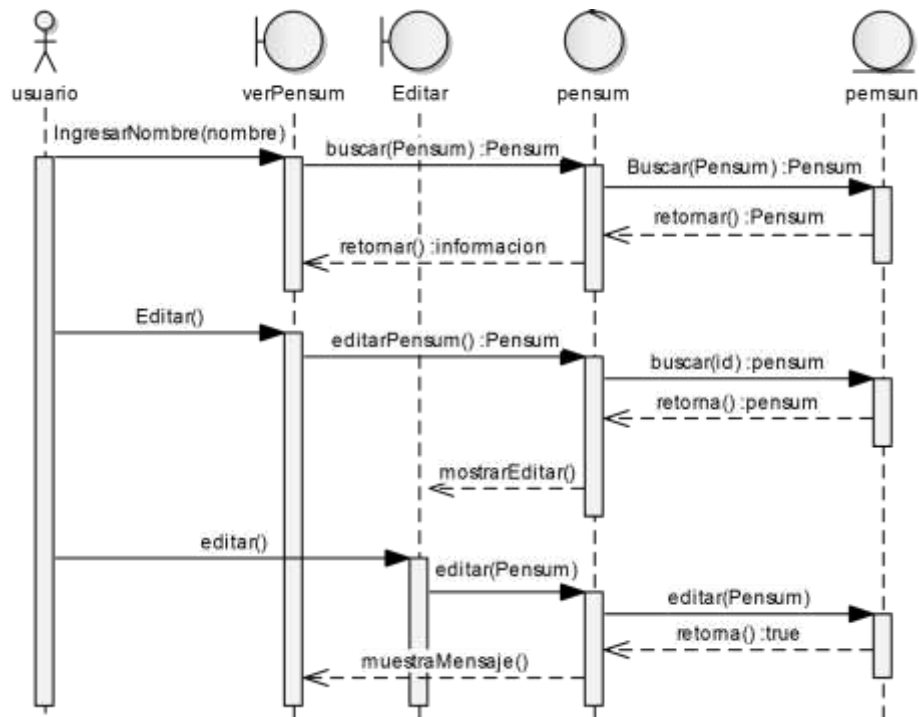 usuario
verPensum
Editar
pensum
pemsun
IngresarNombre(nombre)
buscar(Pensum) :Pensum
Buscar(Pensum) :Pensum
retornar() :Pensum
retornar() :informacion
Editar()
editarPensum() :Pensum
buscar(id) :pensum
retorna() :pensum
mostrarEditar()
editar()
editar(Pensum)
editar(Pensum)
retorna() :true
muestraMensaje()